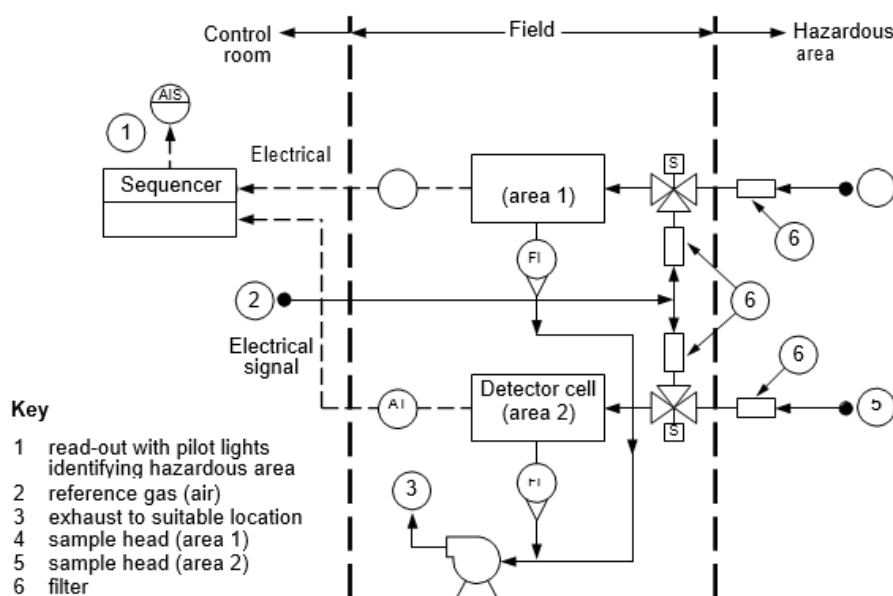 Control
room
Field
Hazardous
area
AIS
1
Electrical
S
Sequencer
(area 1)
6
FI
6
2
Electrical
signal
6
Detector cell
(area 2)
AI
5
S
3
FI
Key
1 read-out with pilot lights
identifying hazardous area
2 reference gas (air)
3 exhaust to suitable location
4 sample head (area 1)
5 sample head (area 2)
6 filter